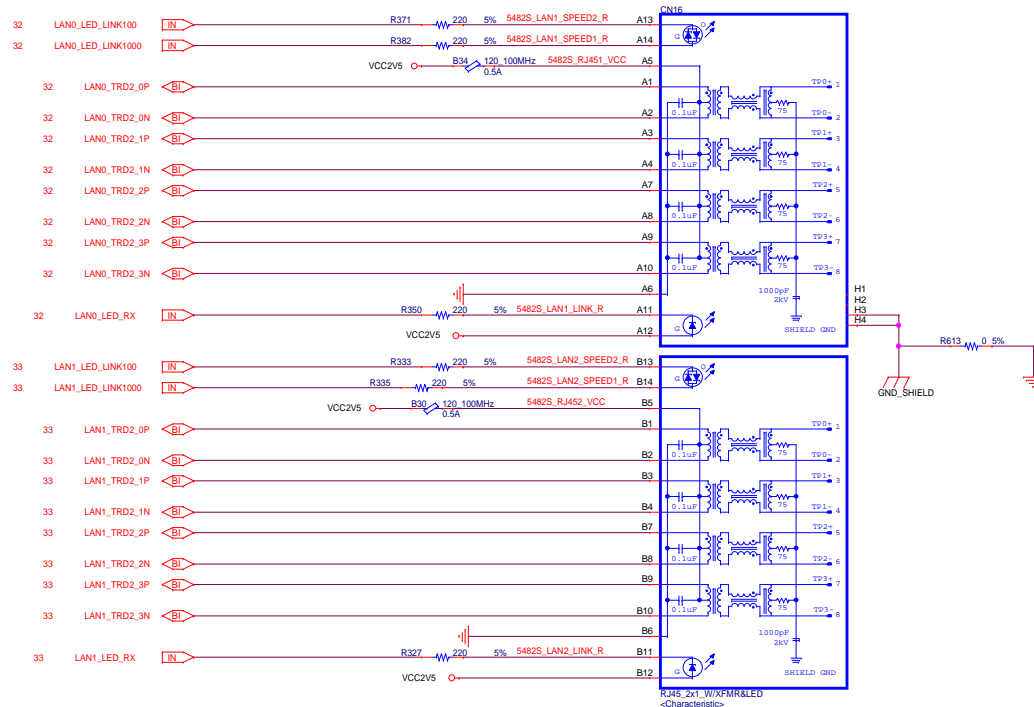 CN16
32 LAN0_LED_LINK100 IN R371 220 5% 5482S_LAN1_SPEED2_R A13 O
32 LAN0_LED_LINK1000 IN R382 220 5% 5482S_LAN1_SPEED1_R A14 G
VCC2V5 B34 120_100MHz 0.5A 5482S_RJ451_VCC A5
32 LAN0_TRD2_0P BI A1 TP0+ 1
0.1uF 75
32 LAN0_TRD2_0N BI A2 TP0- 2
32 LAN0_TRD2_1P BI A3 TP1+ 3
0.1uF 75
32 LAN0_TRD2_1N BI A4 TP1- 4
32 LAN0_TRD2_2P BI A7 TP2+ 5
0.1uF 75
32 LAN0_TRD2_2N BI A8 TP2- 6
32 LAN0_TRD2_3P BI A9 TP3+ 7
0.1uF 75
32 LAN0_TRD2_3N BI A10 TP3- 8
A6 1000pF 2kV H1
H2
32 LAN0_LED_RX IN R350 220 5% 5482S_LAN1_LINK_R A11 H3
G SHIELD GND H4
VCC2V5 A12
R613 0 5%
GND_SHIELD
33 LAN1_LED_LINK100 IN R333 220 5% 5482S_LAN2_SPEED2_R B13 O
33 LAN1_LED_LINK1000 IN R335 220 5% 5482S_LAN2_SPEED1_R B14 G
VCC2V5 B30 120_100MHz 0.5A 5482S_RJ452_VCC B5
33 LAN1_TRD2_0P BI B1 TP0+ 1
0.1uF 75
33 LAN1_TRD2_0N BI B2 TP0- 2
33 LAN1_TRD2_1P BI B3 TP1+ 3
0.1uF 75
33 LAN1_TRD2_1N BI B4 TP1- 4
33 LAN1_TRD2_2P BI B7 TP2+ 5
0.1uF 75
33 LAN1_TRD2_2N BI B8 TP2- 6
33 LAN1_TRD2_3P BI B9 TP3+ 7
0.1uF 75
33 LAN1_TRD2_3N BI B10 TP3- 8
B6 1000pF 2kV
33 LAN1_LED_RX IN R327 220 5% 5482S_LAN2_LINK_R B11
G SHIELD GND
VCC2V5 B12
RJ45_2x1_W/XFMR&LED
<Characteristic>